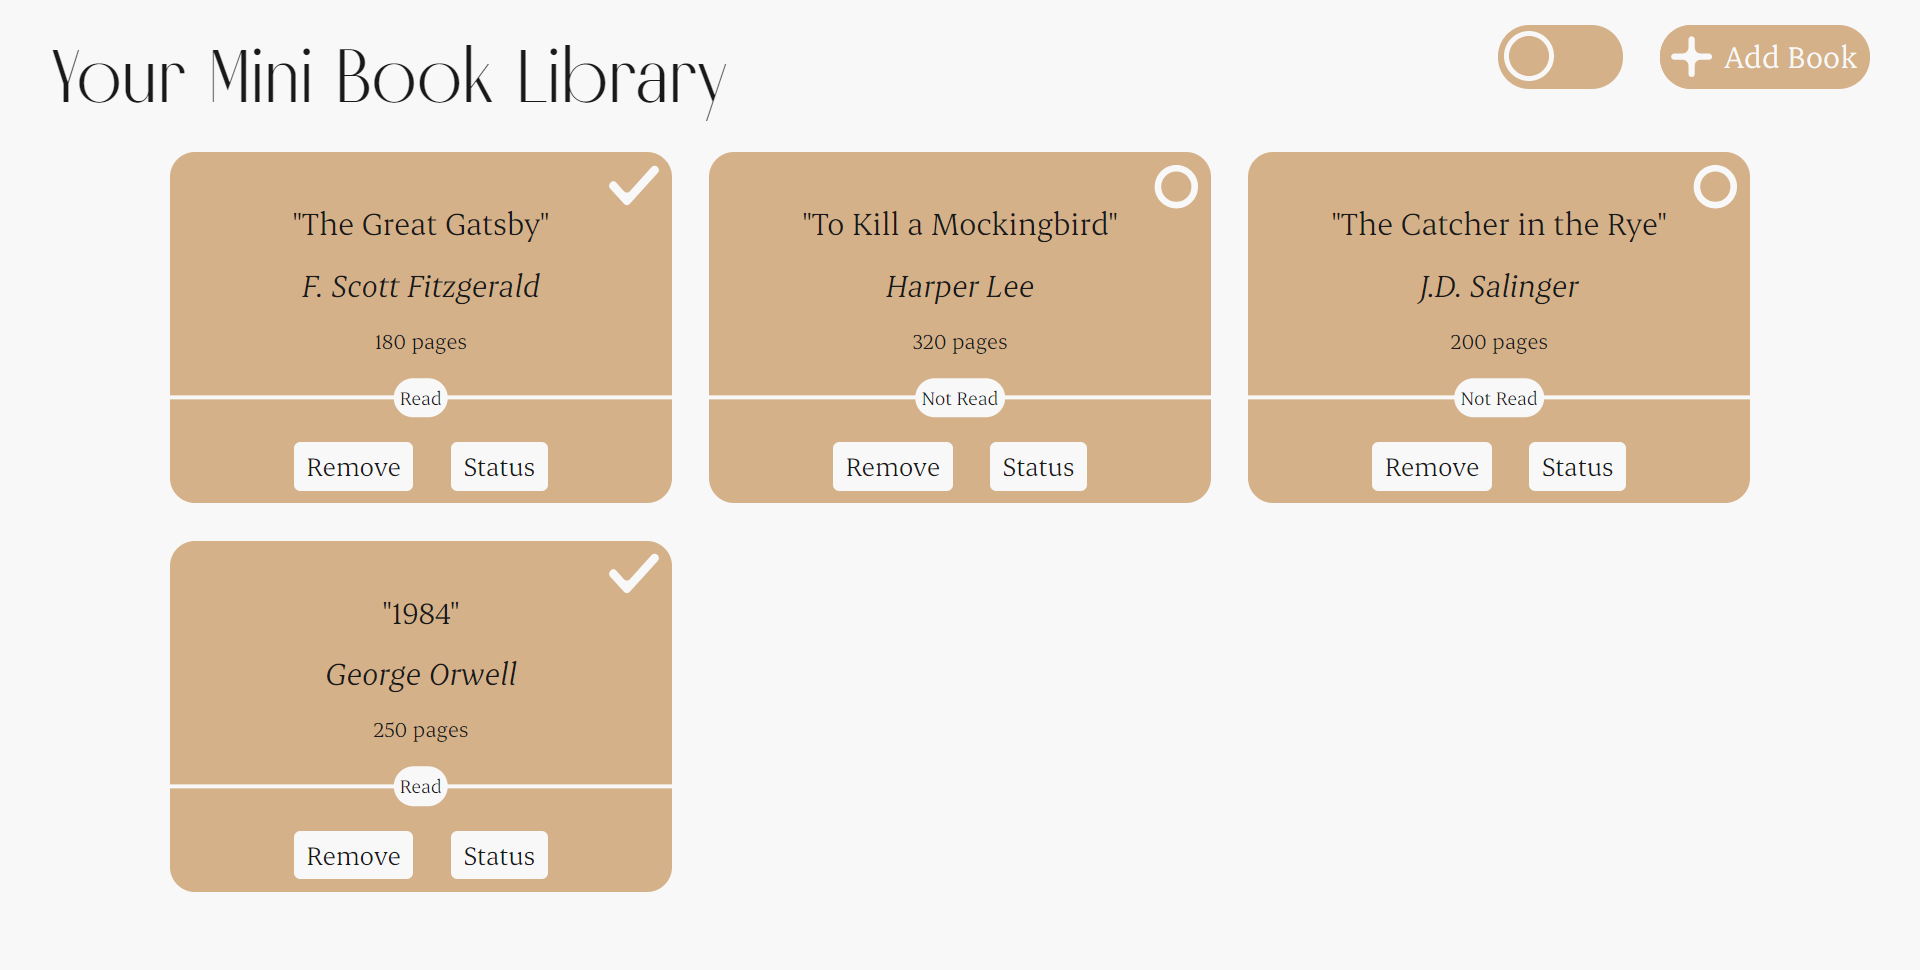 Your Mini Book Library
Add Book
"The Great Gatsby"
F. Scott Fitzgerald
180 pages
Read
Remove Status
"To Kill a Mockingbird"
Harper Lee
320 pages
Not Read
Remove Status
"The Catcher in the Rye"
J.D. Salinger
200 pages
Not Read
Remove Status
"1984"
George Orwell
250 pages
Read
Remove Status